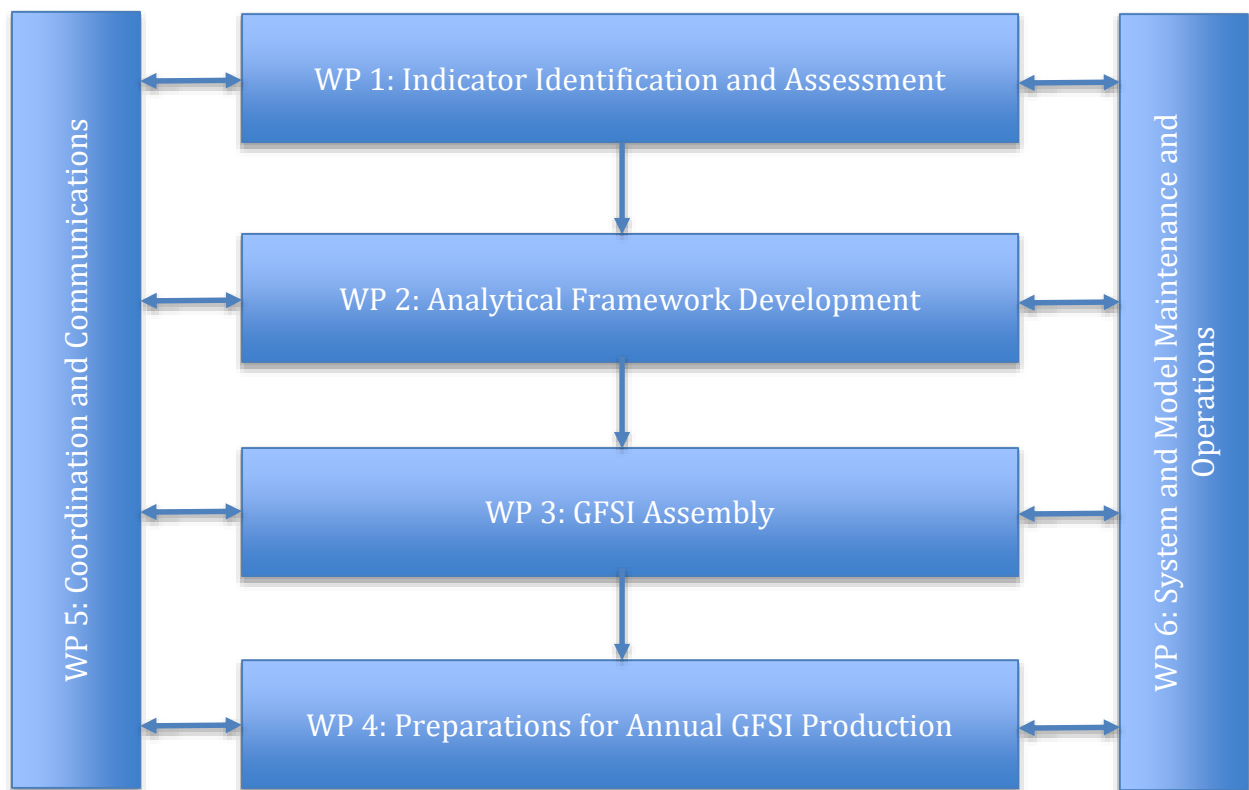 WP 5: Coordination and Communications
WP 1: Indicator Identification and Assessment
WP 2: Analytical Framework Development
WP 3: GFSI Assembly
WP 4: Preparations for Annual GFSI Production
WP 6: System and Model Maintenance and
Operations